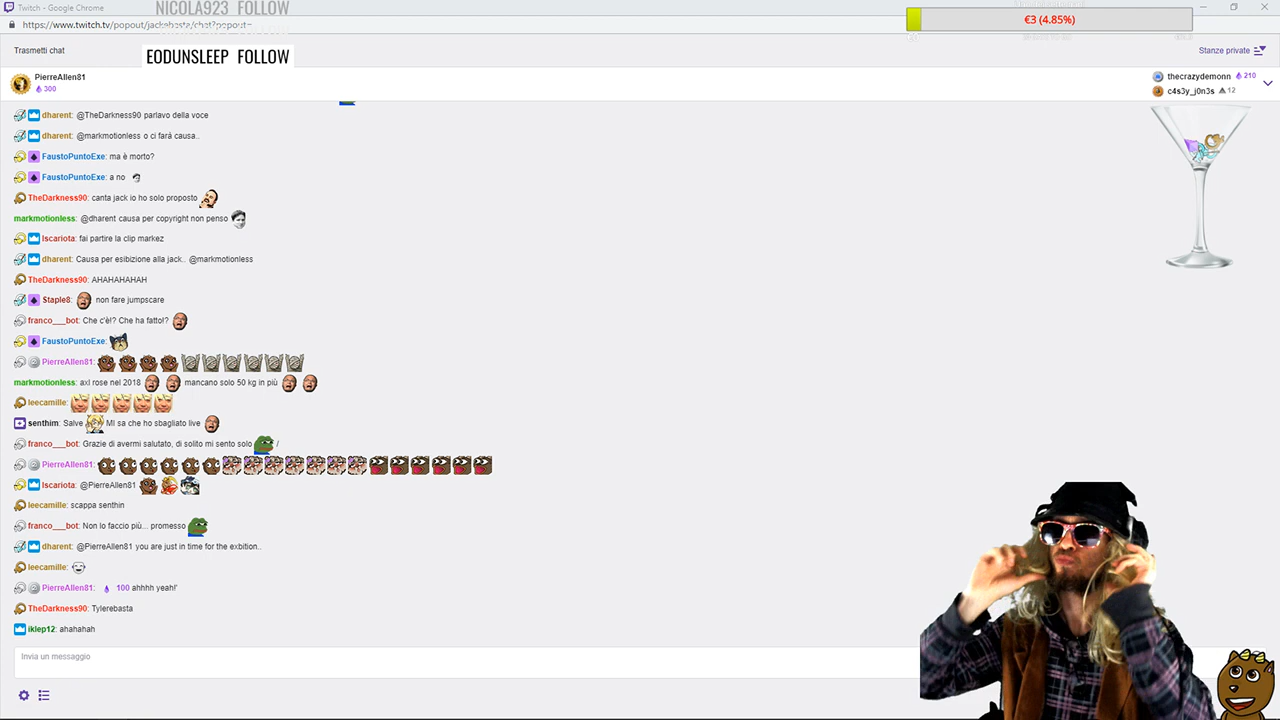 Twitch - Google Chrome
NICOLA923 FOLLOW
https://www.twitch.tv/popout/jackebasta/chat?popout=
€3 (4.85%)
Trasmetti chat
EODUNSLEEP FOLLOW
Stanze private
PierreAllen81
300
thecrazydemonn 210
c4s3y_j0n3s 12
dharent: @TheDarkness90 parlavo della voce
dharent: @markmotionless o ci farà causa..
FaustoPuntoExe: ma è morto?
FaustoPuntoExe: a no
TheDarkness90: canta jack io ho solo proposto
markmotionless: @dharent causa per copyright non penso
Iscariota: fai partire la clip markez
dharent: Causa per esibizione alla jack.. @markmotionless
TheDarkness90: AHAHAHAHAH
Staple8: non fare jumpscare
franco___bot: Che c'è!? Che ha fatto!?
FaustoPuntoExe:
PierreAllen81:
markmotionless: axl rose nel 2018 mancano solo 50 kg in più
leecamille:
senthim: Salve MI sa che ho sbagliato live
franco___bot: Grazie di avermi salutato, di solito mi sento solo /
PierreAllen81:
Iscariota: @PierreAllen81
leecamille: scappa senthin
franco___bot: Non lo faccio più... promesso
dharent: @PierreAllen81 you are just in time for the exbition..
leecamille:
PierreAllen81: 100 ahhhh yeah!'
TheDarkness90: Tylerebasta
iklep12: ahahahah
Invia un messaggio